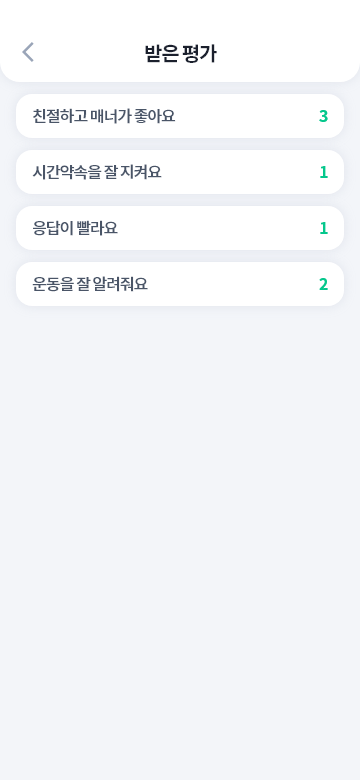 받은 평가
친절하고 매너가 좋아요 3
시간약속을 잘 지켜요 1
응답이 빨라요 1
운동을 잘 알려줘요 2